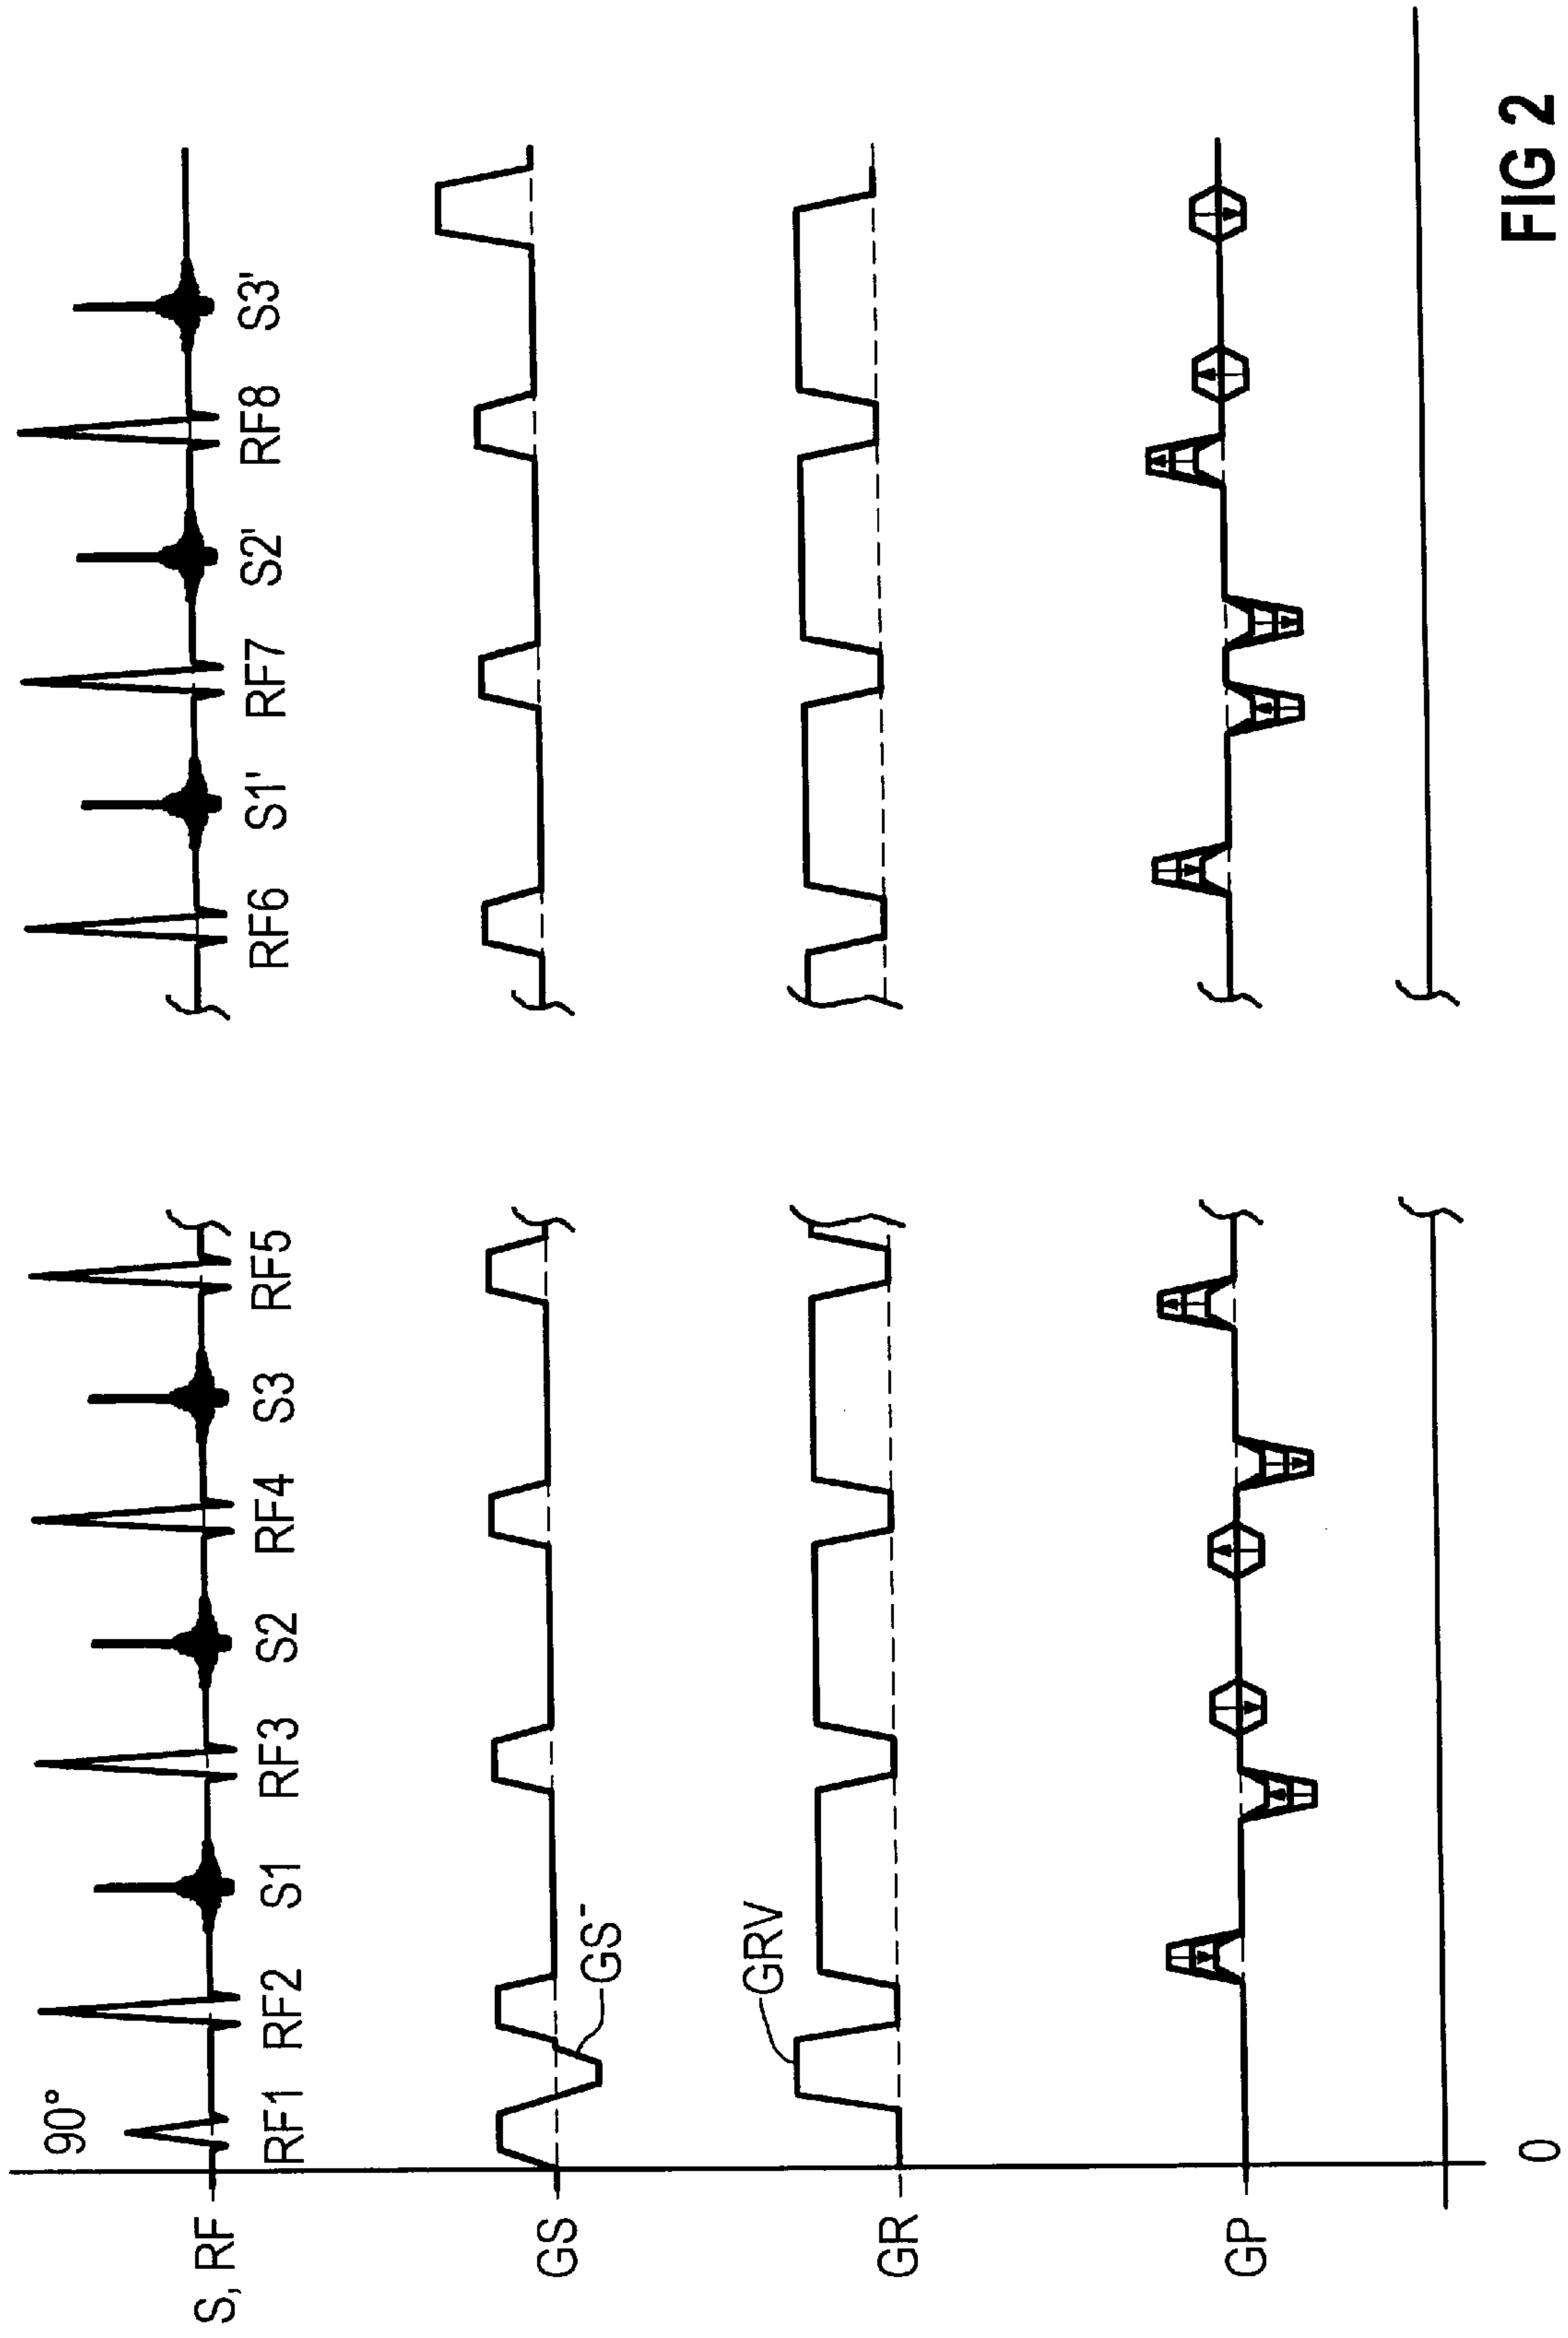 90°
S, RF
RF1 RF2 S1 RF3 S2 RF4 S3 RF5 RF6 S1' RF7 S2' RF8 S3'
GS
GS⁻
GRV
GR
GP
0
FIG 2